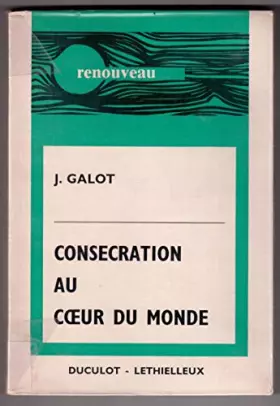 renouveau
J. GALOT
CONSECRATION
AU
CŒUR DU MONDE
DUCULOT - LETHIELLEUX